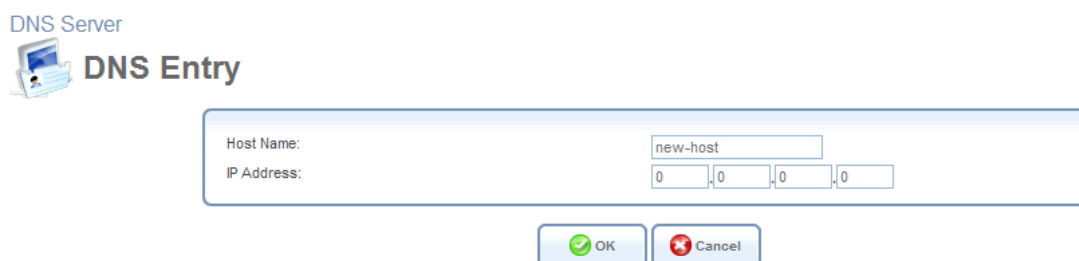 DNS Server
DNS Entry
Host Name: new-host
IP Address: 0 .0 .0 .0
OK Cancel